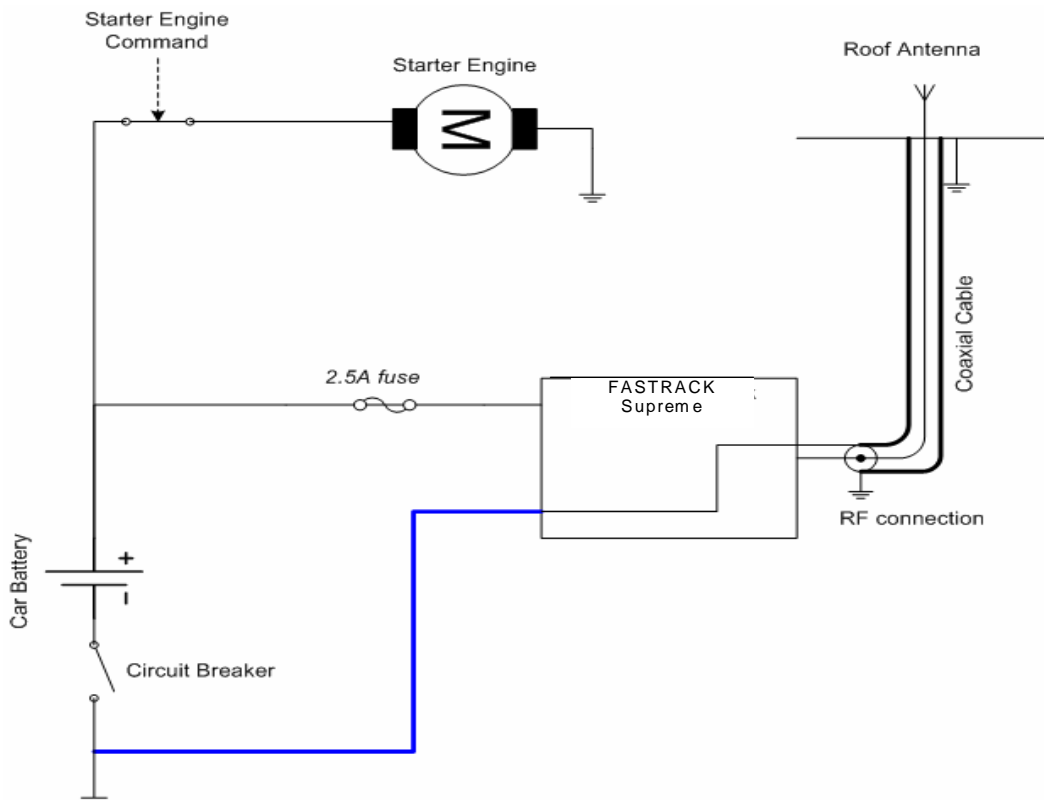 Starter Engine
Command
Starter Engine
M
Roof Antenna
Coaxial Cable
2.5A fuse
FASTRACK
Supreme
RF connection
Car Battery
+
-
Circuit Breaker